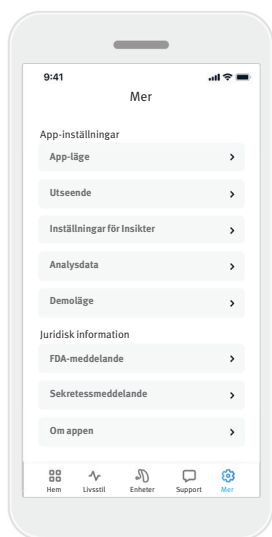 9:41
Mer
App-inställningar
App-läge
Utseende
Inställningar för Insikter
Analysdata
Demoläge
Juridisk information
FDA-meddelande
Sekretessmeddelande
Om appen
Hem Livsstil Enheter Support Mer